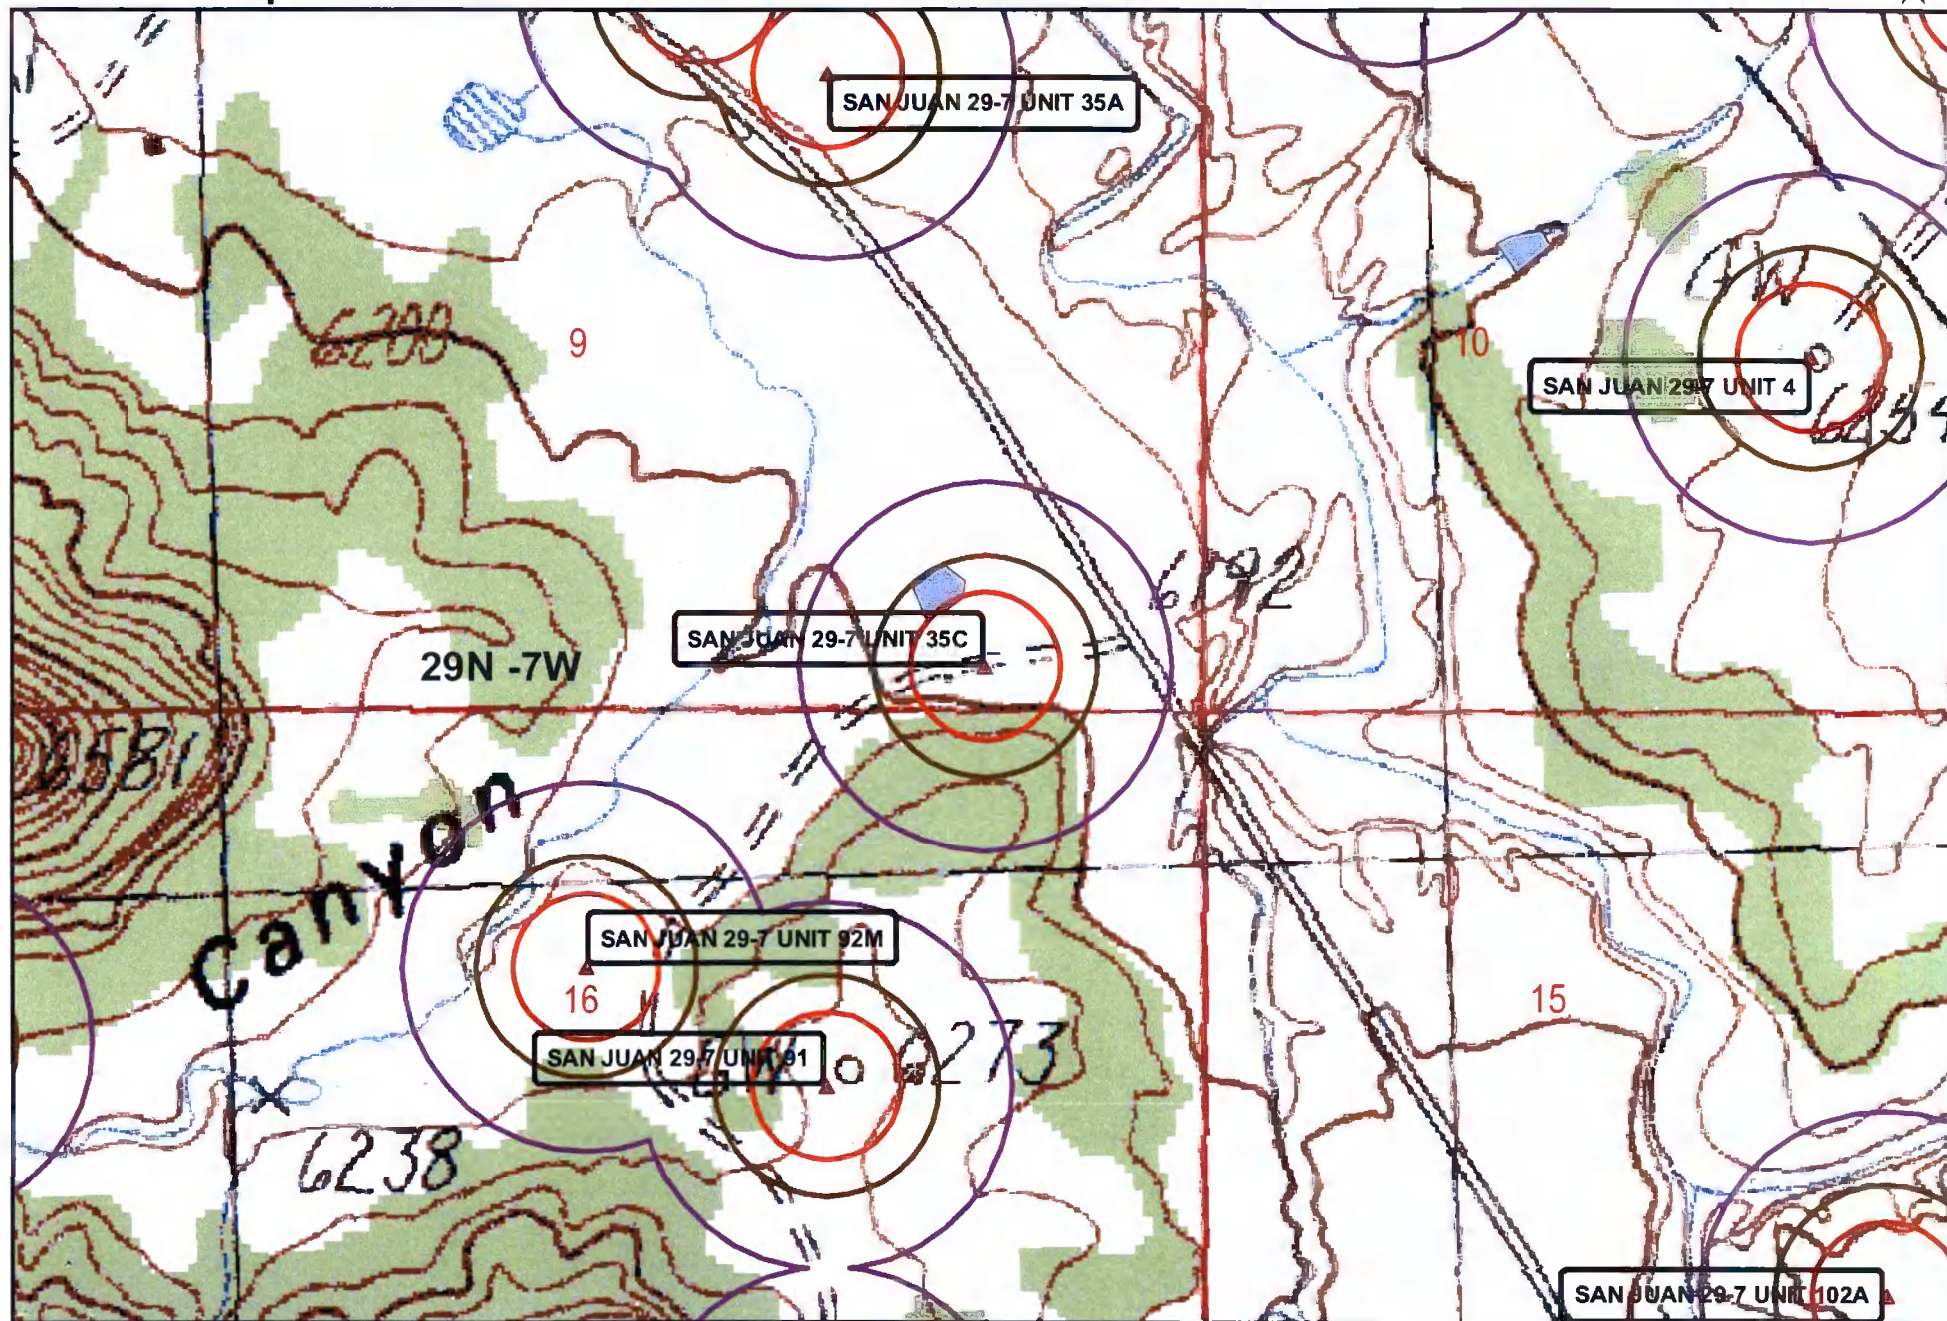 SAN JUAN 29-7 UNIT 35A
6200
9
10
SAN JUAN 29-7 UNIT 4
SAN JUAN 29-7 UNIT 35C
29N -7W
6581
Canyon
SAN JUAN 29-7 UNIT 92M
16
15
SAN JUAN 29-7 UNIT 91
6273
6238
SAN JUAN 29-7 UNIT 102A